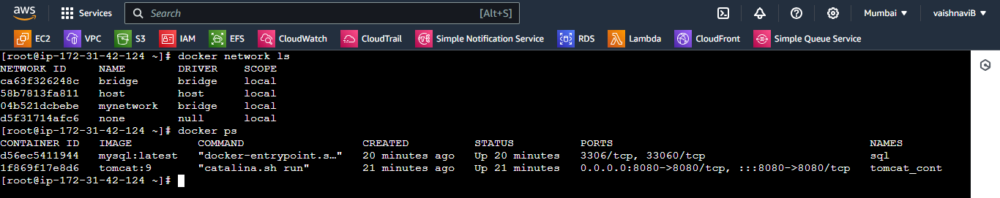 aws Services Search [Alt+S] Mumbai ▼ vaishnaviB ▼
EC2 VPC S3 IAM EFS CloudWatch CloudTrail Simple Notification Service RDS Lambda CloudFront Simple Queue Service
[root@ip-172-31-42-124 ~]# docker network ls
NETWORK ID     NAME        DRIVER    SCOPE
ca63f326248c   bridge      bridge    local
58b7813fa811   host        host      local
04b521dcbebe   mynetwork   bridge    local
d5f31714afc6   none        null      local
[root@ip-172-31-42-124 ~]# docker ps
CONTAINER ID   IMAGE          COMMAND                  CREATED          STATUS          PORTS                                       NAMES
d56ec5411944   mysql:latest   "docker-entrypoint.s…"   20 minutes ago   Up 20 minutes   3306/tcp, 33060/tcp                         sql
1f869f17e8d6   tomcat:9       "catalina.sh run"        21 minutes ago   Up 21 minutes   0.0.0.0:8080->8080/tcp, :::8080->8080/tcp   tomcat_cont
[root@ip-172-31-42-124 ~]#